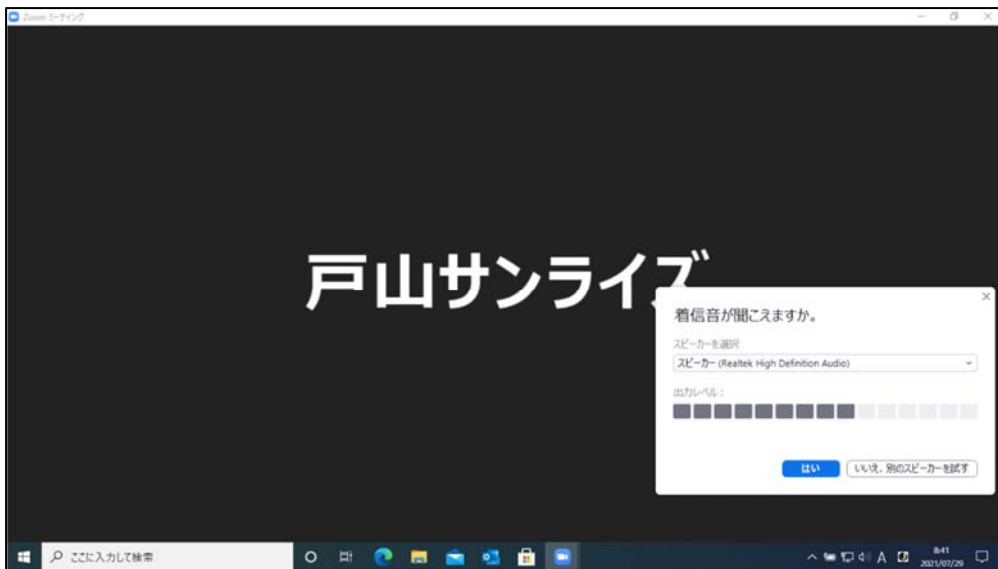 Zoom ミーティング
戸山サンライズ
着信音が聞こえますか。
スピーカーを選択
スピーカー (Realtek High Definition Audio)
出力レベル：
はい
いいえ、別のスピーカーを試す
ここに入力して検索
A
8:41
2021/07/29